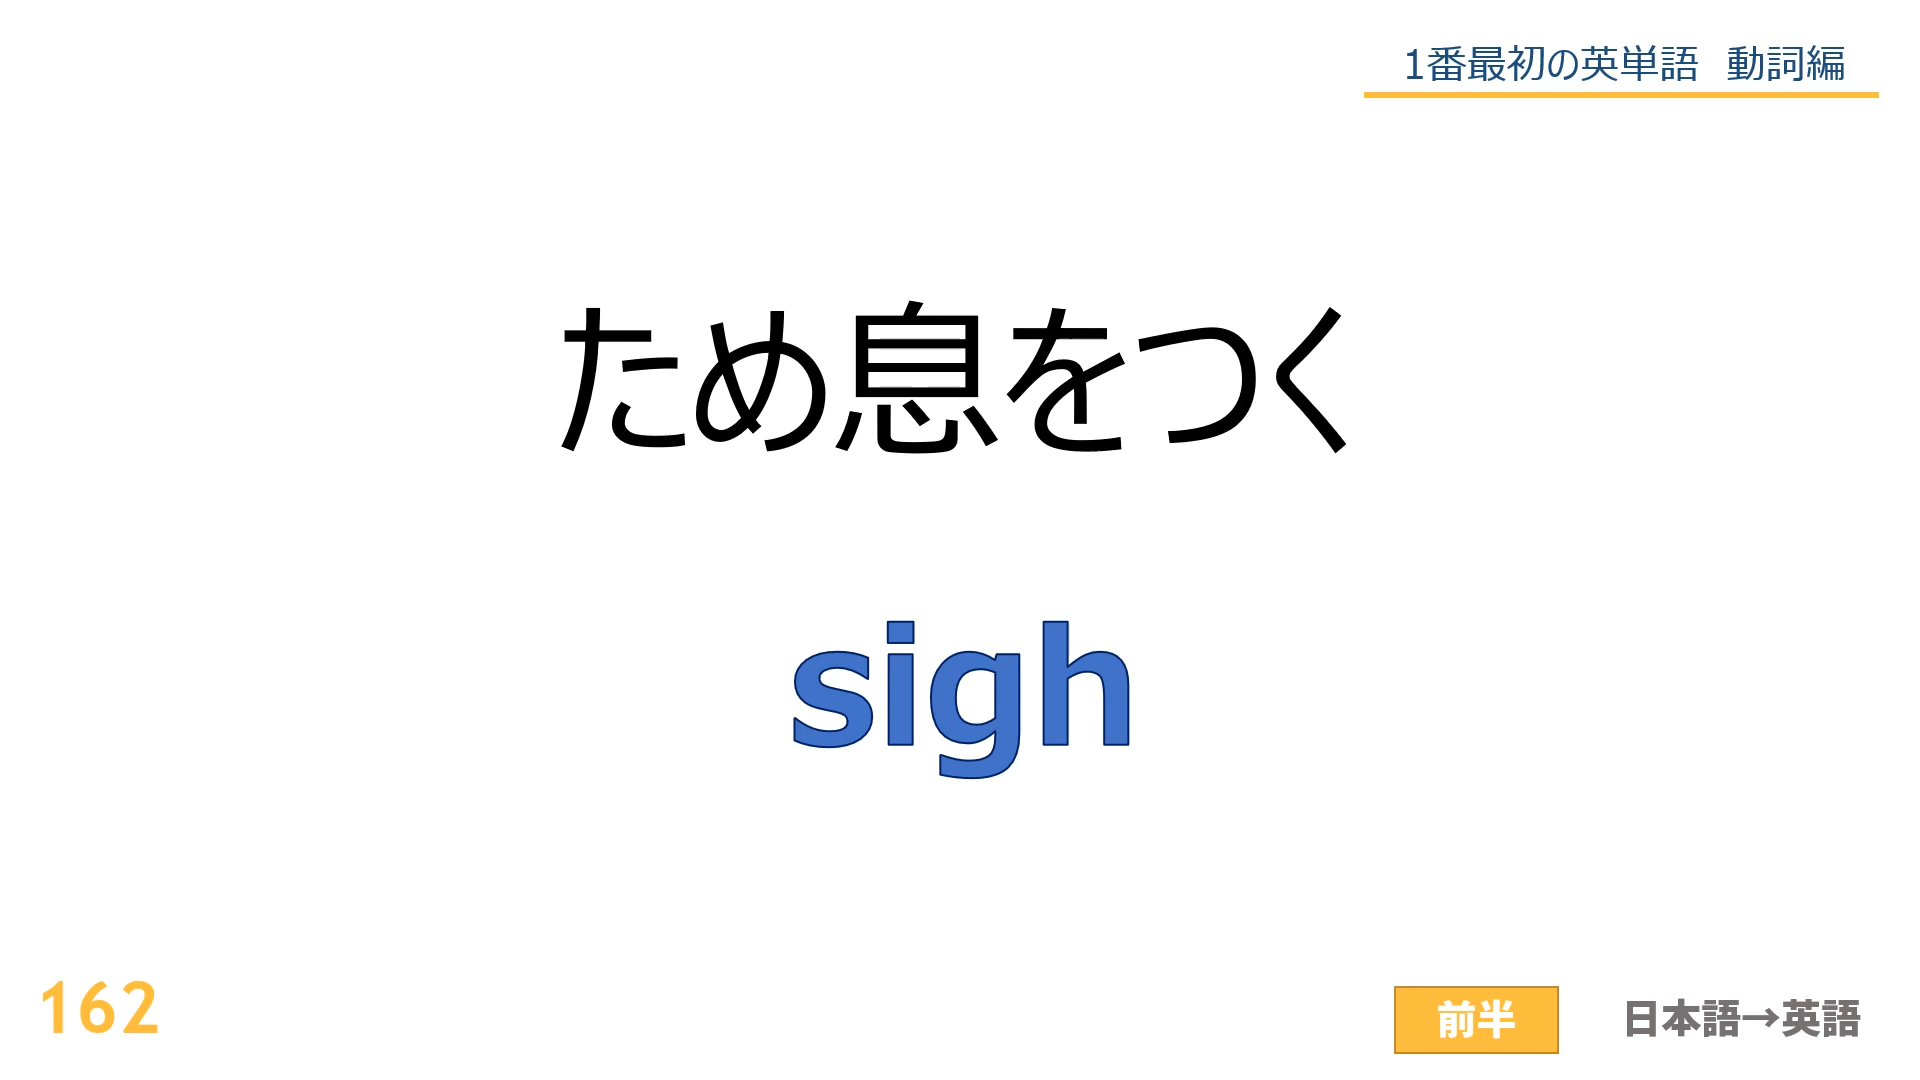 1番最初の英単語　動詞編
ため息をつく
sigh
162
前半
日本語→英語